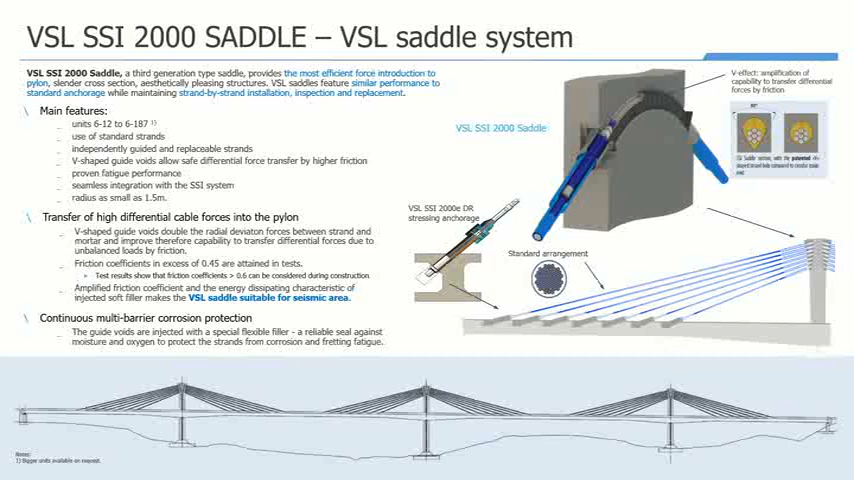 VSL SSI 2000 SADDLE – VSL saddle system
VSL SSI 2000 Saddle, a third generation type saddle, provides the most efficient force introduction to
pylon, slender cross section, aesthetically pleasing structures. VSL saddles feature similar performance to
standard anchorage while maintaining strand-by-strand installation, inspection and replacement.
\ Main features:
_ units 6-12 to 6-187 1)
_ use of standard strands
_ independently guided and replaceable strands
_ V-shaped guide voids allow safe differential force transfer by higher friction
_ proven fatigue performance
_ seamless integration with the SSI system
_ radius as small as 1.5m.
\ Transfer of high differential cable forces into the pylon
_ V-shaped guide voids double the radial deviaton forces between strand and
mortar and improve therefore capability to transfer differential forces due to
unbalanced loads by friction.
_ Friction coefficients in excess of 0.45 are attained in tests.
» Test results show that friction coefficients > 0.6 can be considered during construction
_ Amplified friction coefficient and the energy dissipating characteristic of
injected soft filler makes the VSL saddle suitable for seismic area.
\ Continuous multi-barrier corrosion protection
_ The guide voids are injected with a special flexible filler - a reliable seal against
moisture and oxygen to protect the strands from corrosion and fretting fatigue.
V-effect: amplification of
capability to transfer differential
forces by friction
VSL SSI 2000 Saddle
SSI Saddle section, with the patented
VSL SSI 2000e DR
stressing anchorage
Standard arrangement
Notes:
1) Bigger units available on request.